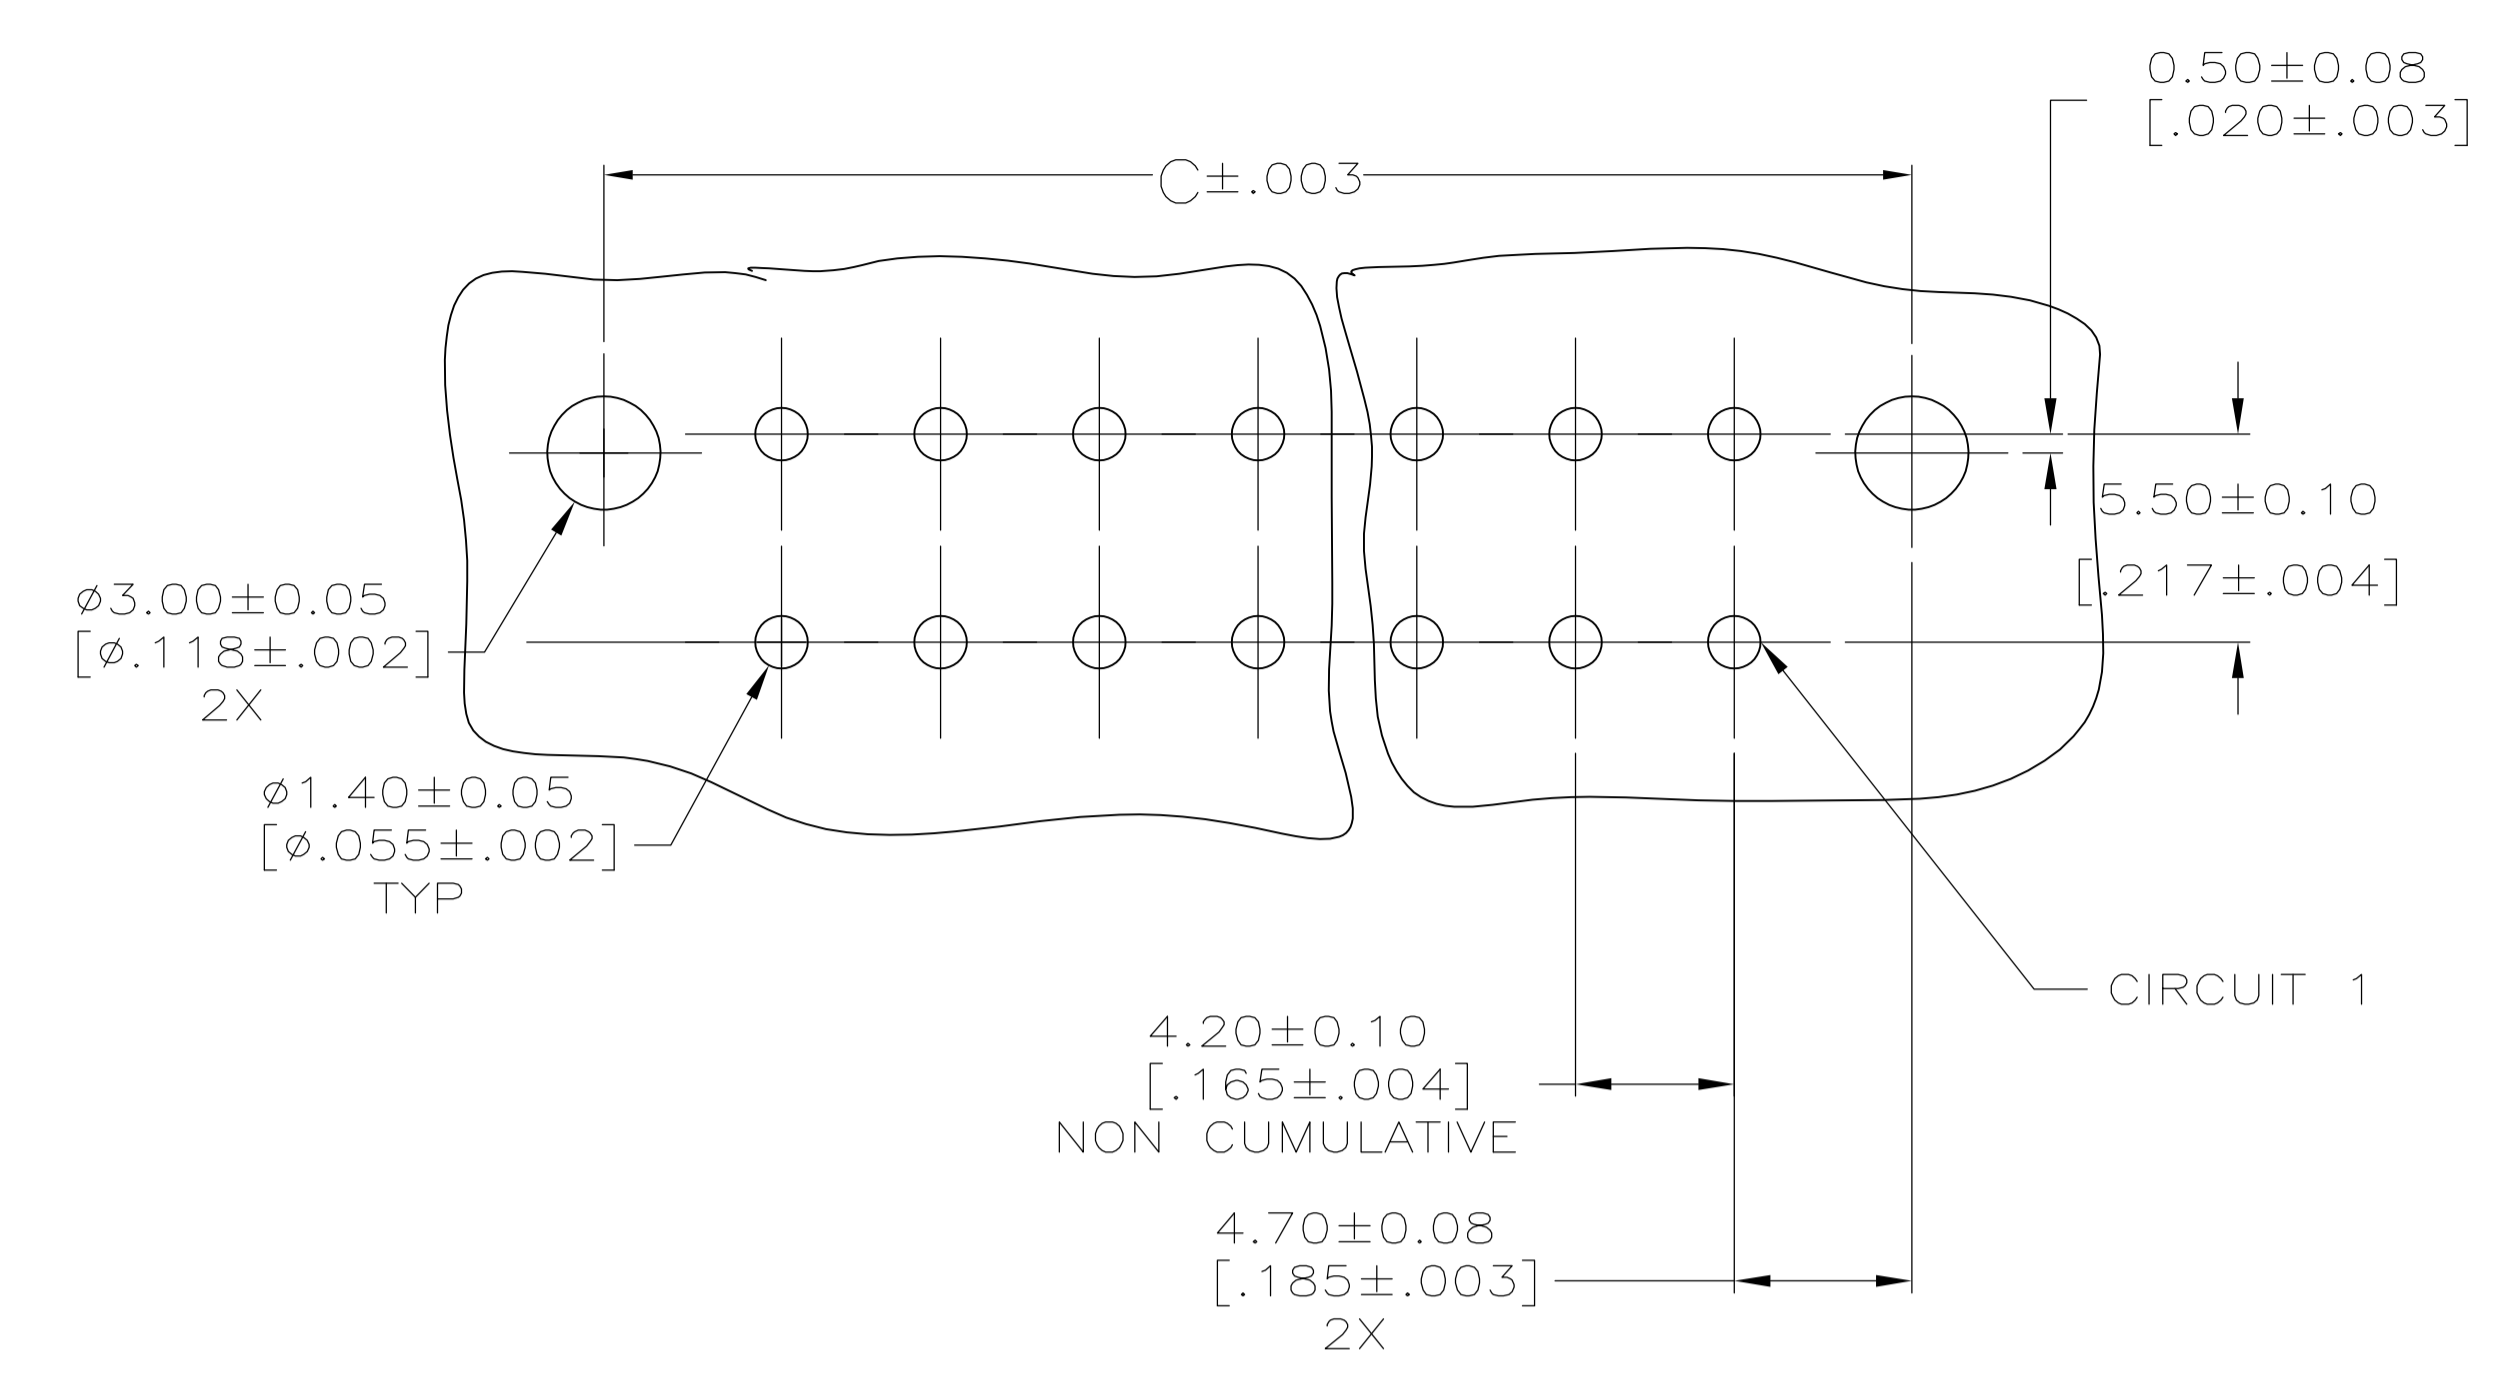 0.50±0.08
[.020±.003]
C±.003
5.50±0.10
[.217±.004]
⌀3.00±0.05
[⌀.118±.002]
2X
⌀1.40±0.05
[⌀.055±.002]
TYP
CIRCUIT 1
4.20±0.10
[.165±.004]
NON CUMULATIVE
4.70±0.08
[.185±.003]
2X